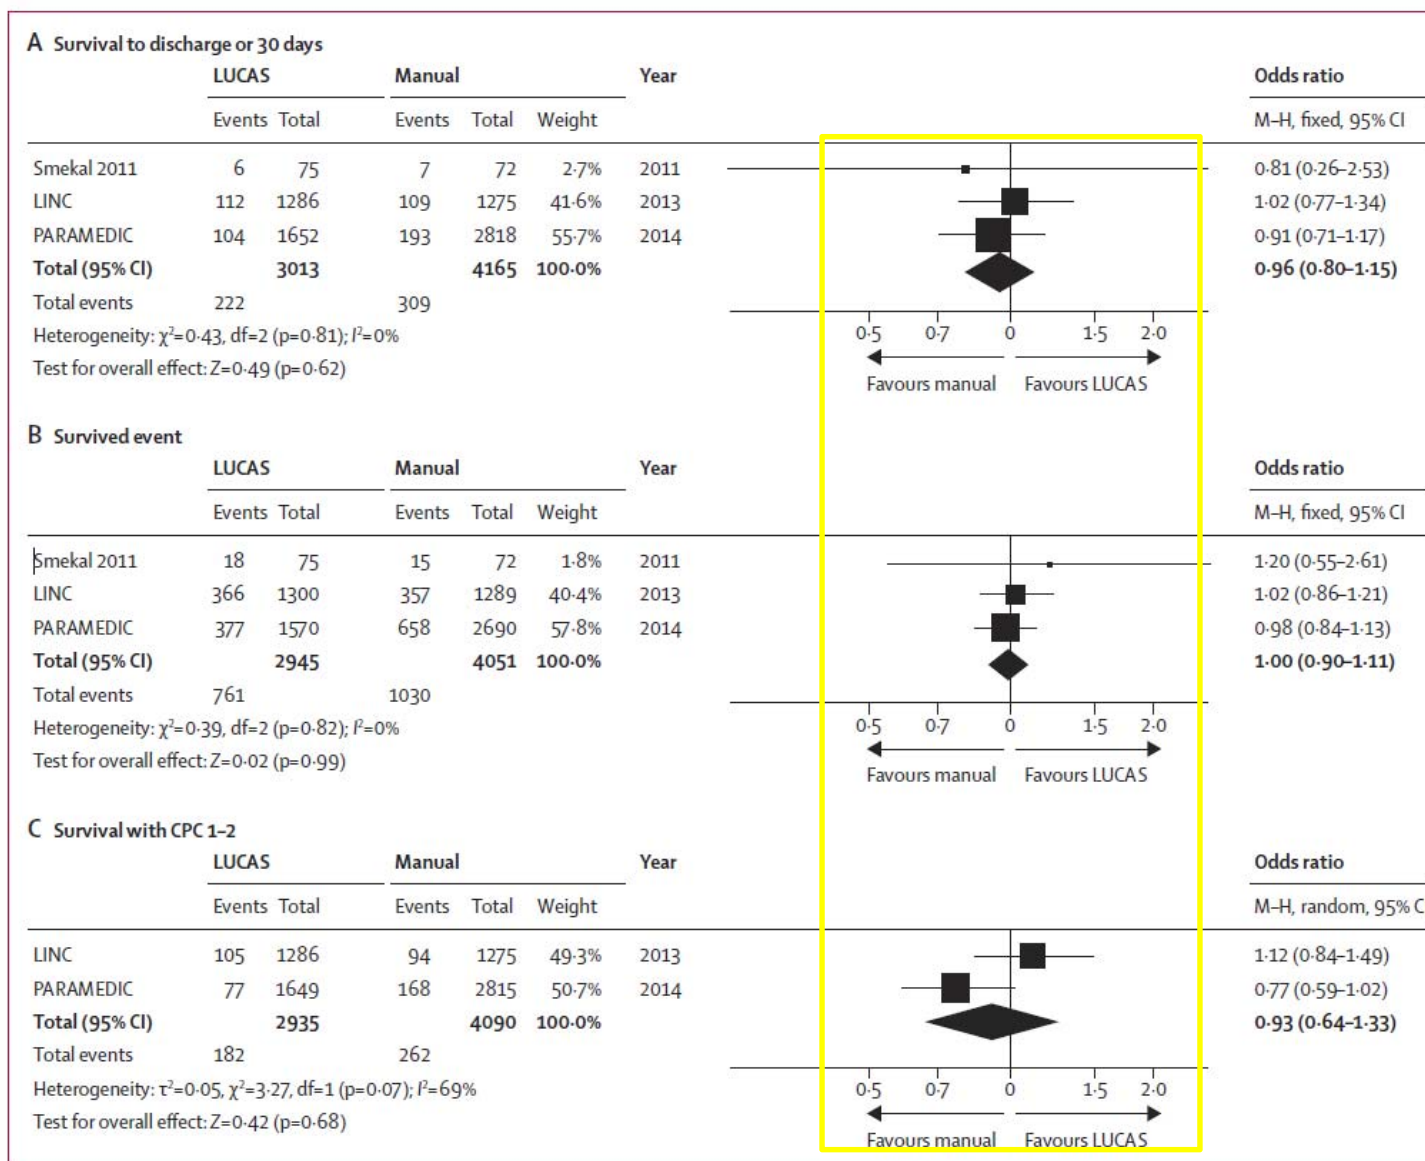 A Survival to discharge or 30 days
LUCAS Manual Year Odds ratio
Events Total Events Total Weight M–H, fixed, 95% CI
Smekal 2011 6 75 7 72 2·7% 2011 0·81 (0·26–2·53)
LINC 112 1286 109 1275 41·6% 2013 1·02 (0·77–1·34)
PARAMEDIC 104 1652 193 2818 55·7% 2014 0·91 (0·71–1·17)
Total (95% CI) 3013 4165 100·0% 0·96 (0·80–1·15)
Total events 222 309
0·5 0·7 0 1·5 2·0
Heterogeneity: χ²=0·43, df=2 (p=0·81); I²=0%
Test for overall effect: Z=0·49 (p=0·62)
Favours manual Favours LUCAS
B Survived event
LUCAS Manual Year Odds ratio
Events Total Events Total Weight M–H, fixed, 95% CI
Smekal 2011 18 75 15 72 1·8% 2011 1·20 (0·55–2·61)
LINC 366 1300 357 1289 40·4% 2013 1·02 (0·86–1·21)
PARAMEDIC 377 1570 658 2690 57·8% 2014 0·98 (0·84–1·13)
Total (95% CI) 2945 4051 100·0% 1·00 (0·90–1·11)
Total events 761 1030
0·5 0·7 0 1·5 2·0
Heterogeneity: χ²=0·39, df=2 (p=0·82); I²=0%
Test for overall effect: Z=0·02 (p=0·99)
Favours manual Favours LUCAS
C Survival with CPC 1–2
LUCAS Manual Year Odds ratio
Events Total Events Total Weight M–H, random, 95% C
LINC 105 1286 94 1275 49·3% 2013 1·12 (0·84–1·49)
PARAMEDIC 77 1649 168 2815 50·7% 2014 0·77 (0·59–1·02)
Total (95% CI) 2935 4090 100·0% 0·93 (0·64–1·33)
Total events 182 262
0·5 0·7 0 1·5 2·0
Heterogeneity: τ²=0·05, χ²=3·27, df=1 (p=0·07); I²=69%
Test for overall effect: Z=0·42 (p=0·68)
Favours manual Favours LUCAS